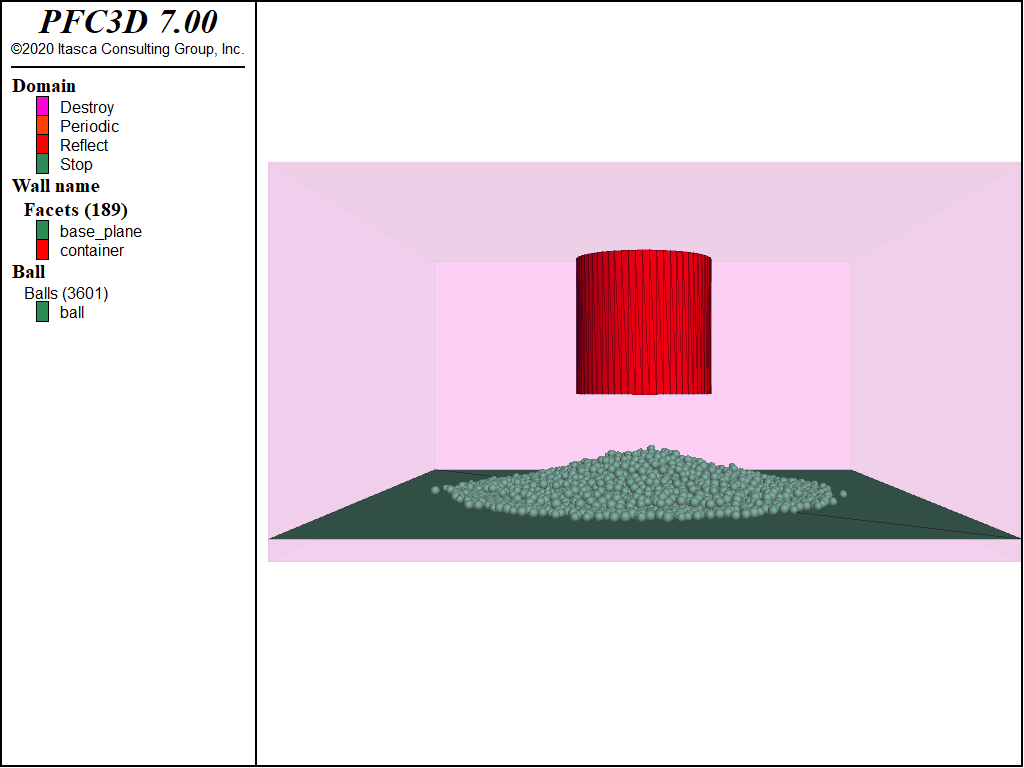 PFC3D 7.00
©2020 Itasca Consulting Group, Inc.
Domain
Destroy
Periodic
Reflect
Stop
Wall name
Facets (189)
base_plane
container
Ball
Balls (3601)
ball